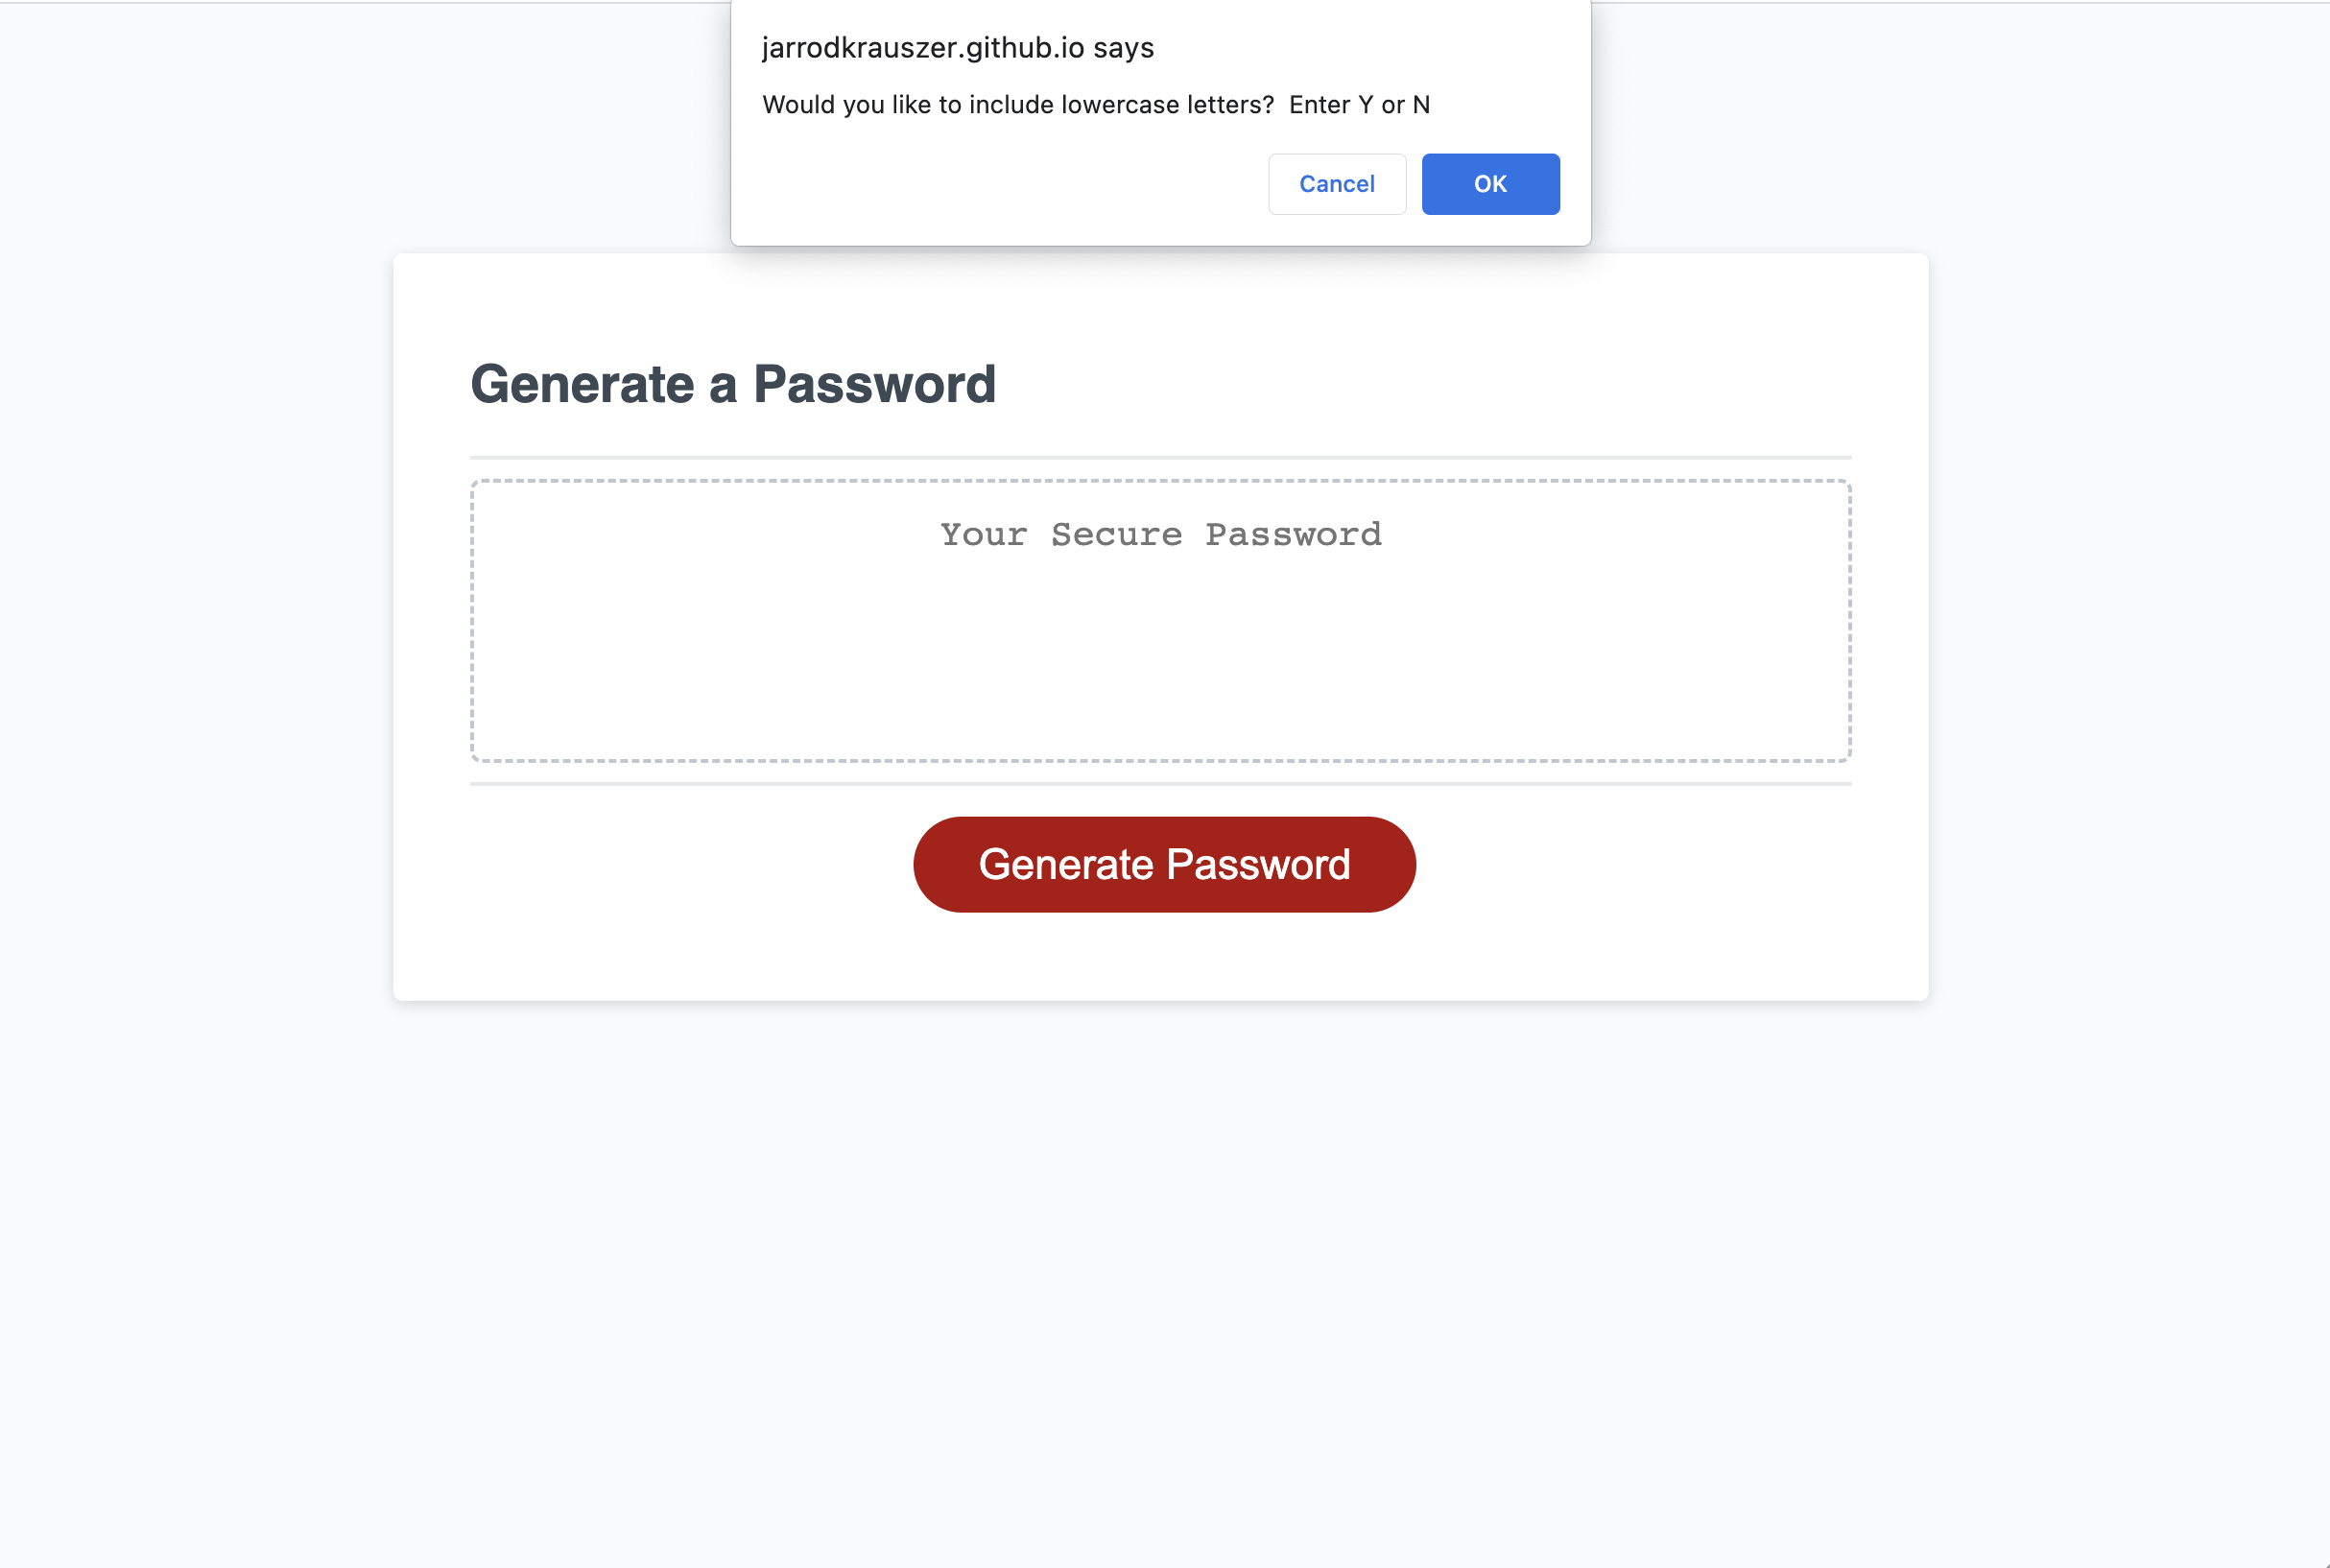 jarrodkrauszer.github.io says
Would you like to include lowercase letters?  Enter Y or N
Cancel OK
Generate a Password
Your Secure Password
Generate Password